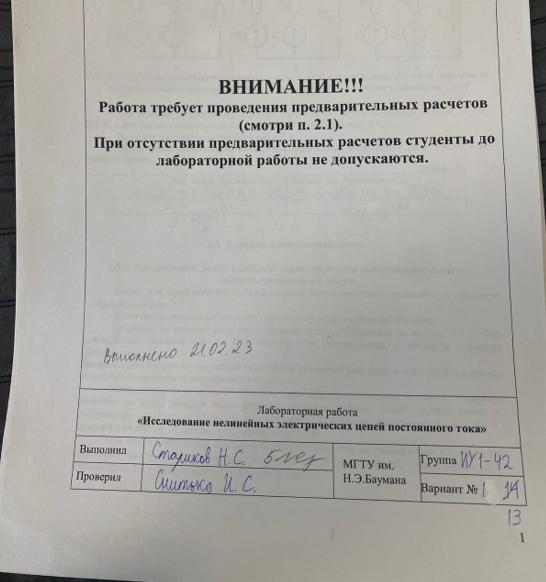 ВНИМАНИЕ!!!
Работа требует проведения предварительных расчетов
(смотри п. 2.1).
При отсутствии предварительных расчетов студенты до
лабораторной работы не допускаются.
Выполнено 21.02.23
Лабораторная работа
«Исследование нелинейных электрических цепей постоянного тока»
Выполнил Стариков Н.С.
МГТУ им.
Н.Э.Баумана
Группа ИУ1-42
Проверил Снитько И.С.
Вариант №
13
1